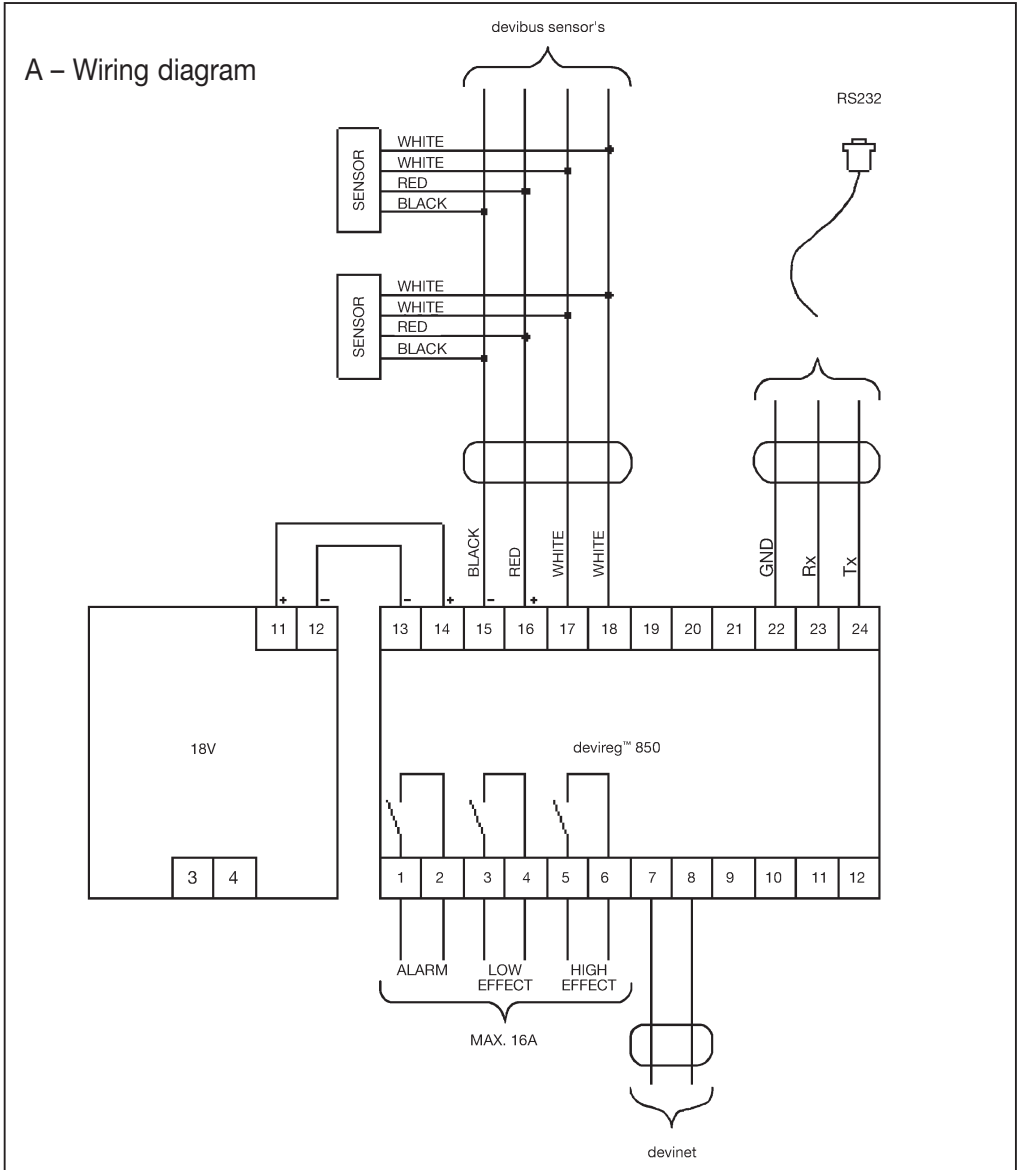 devibus sensor's
A – Wiring diagram
RS232
SENSOR
WHITE
WHITE
RED
BLACK
SENSOR
WHITE
WHITE
RED
BLACK
BLACK
RED
WHITE
WHITE
GND
Rx
Tx
+ – – + – +
11 12 13 14 15 16 17 18 19 20 21 22 23 24
18V
devireg™ 850
3 4
1 2 3 4 5 6 7 8 9 10 11 12
ALARM
LOW
EFFECT
HIGH
EFFECT
MAX. 16A
devinet